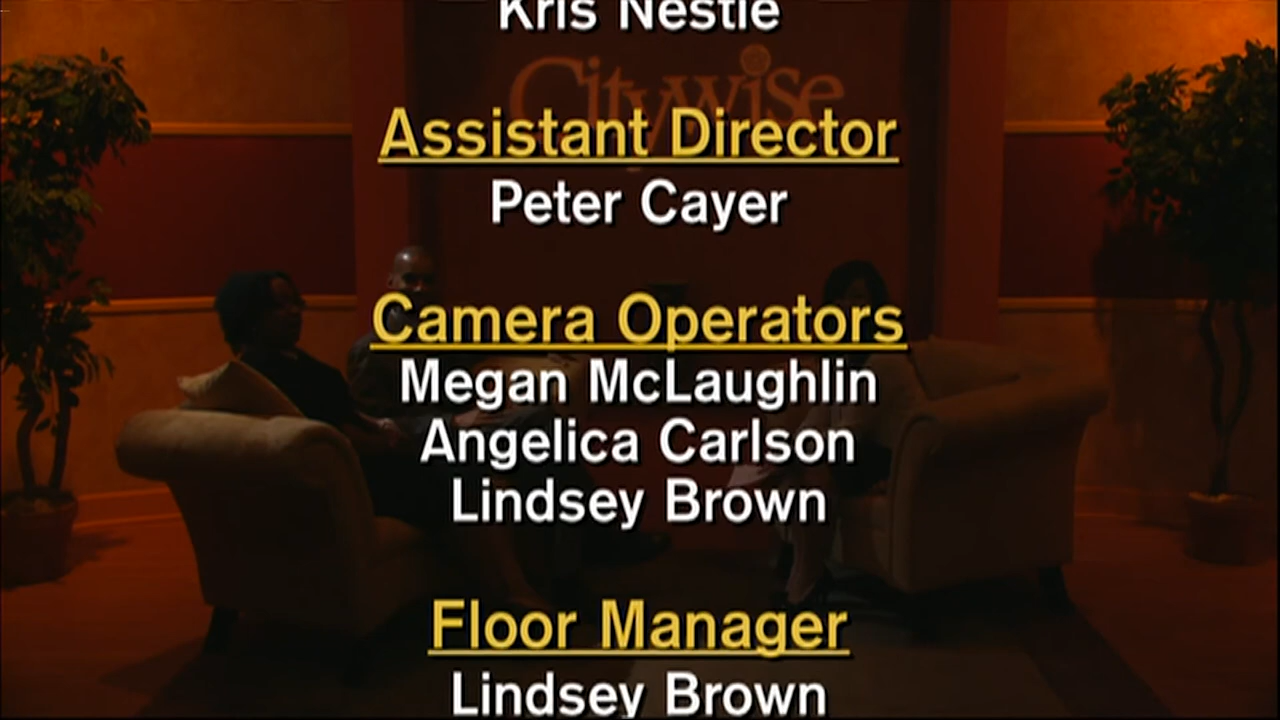 Kris Nestle
Citywise
Assistant Director
Peter Cayer
Camera Operators
Megan McLaughlin
Angelica Carlson
Lindsey Brown
Floor Manager
Lindsey Brown